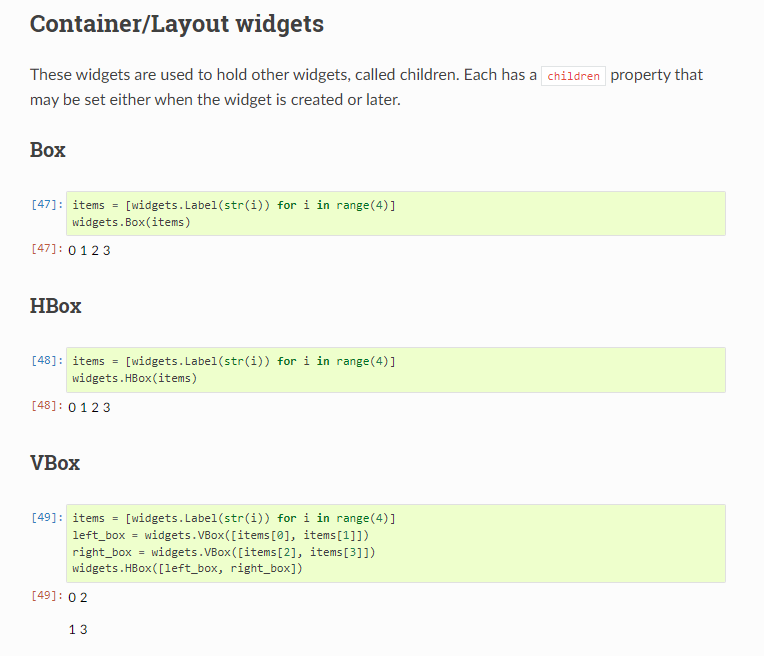 Container/Layout widgets
These widgets are used to hold other widgets, called children. Each has a children property that
may be set either when the widget is created or later.
Box
[47]: items = [widgets.Label(str(i)) for i in range(4)]
widgets.Box(items)
[47]: 0 1 2 3
HBox
[48]: items = [widgets.Label(str(i)) for i in range(4)]
widgets.HBox(items)
[48]: 0 1 2 3
VBox
[49]: items = [widgets.Label(str(i)) for i in range(4)]
left_box = widgets.VBox([items[0], items[1]])
right_box = widgets.VBox([items[2], items[3]])
widgets.HBox([left_box, right_box])
[49]: 0 2
1 3